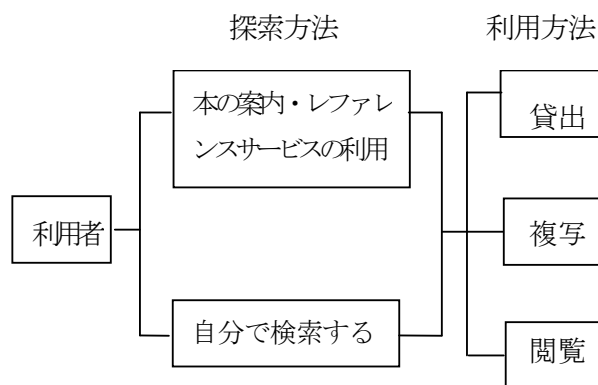 探索方法
利用方法
本の案内・レファレ
ンスサービスの利用
貸出
利用者
複写
自分で検索する
閲覧